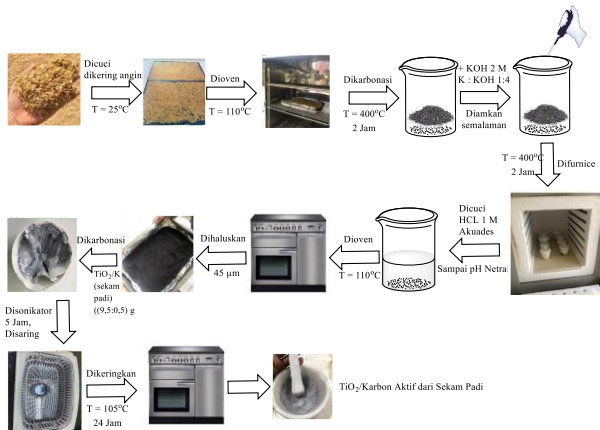 Dicuci
dikering angin
T = 25°C
Dioven
T = 110°C
Dikarbonasi
T = 400°C
2 Jam
+ KOH 2 M
K : KOH 1:4
Diamkan
semalaman
T = 400°C
2 Jam
Difurnice
Dicuci
HCL 1 M
Akuades
Sampai pH Netral
Dioven
T = 110°C
Dihaluskan
45 µm
Dikarbonasi
TiO₂/K
(sekam
padi)
((9,5:0,5) g
Disonikator
5 Jam,
Disaring
Dikeringkan
T = 105°C
24 Jam
TiO₂/Karbon Aktif dari Sekam Padi